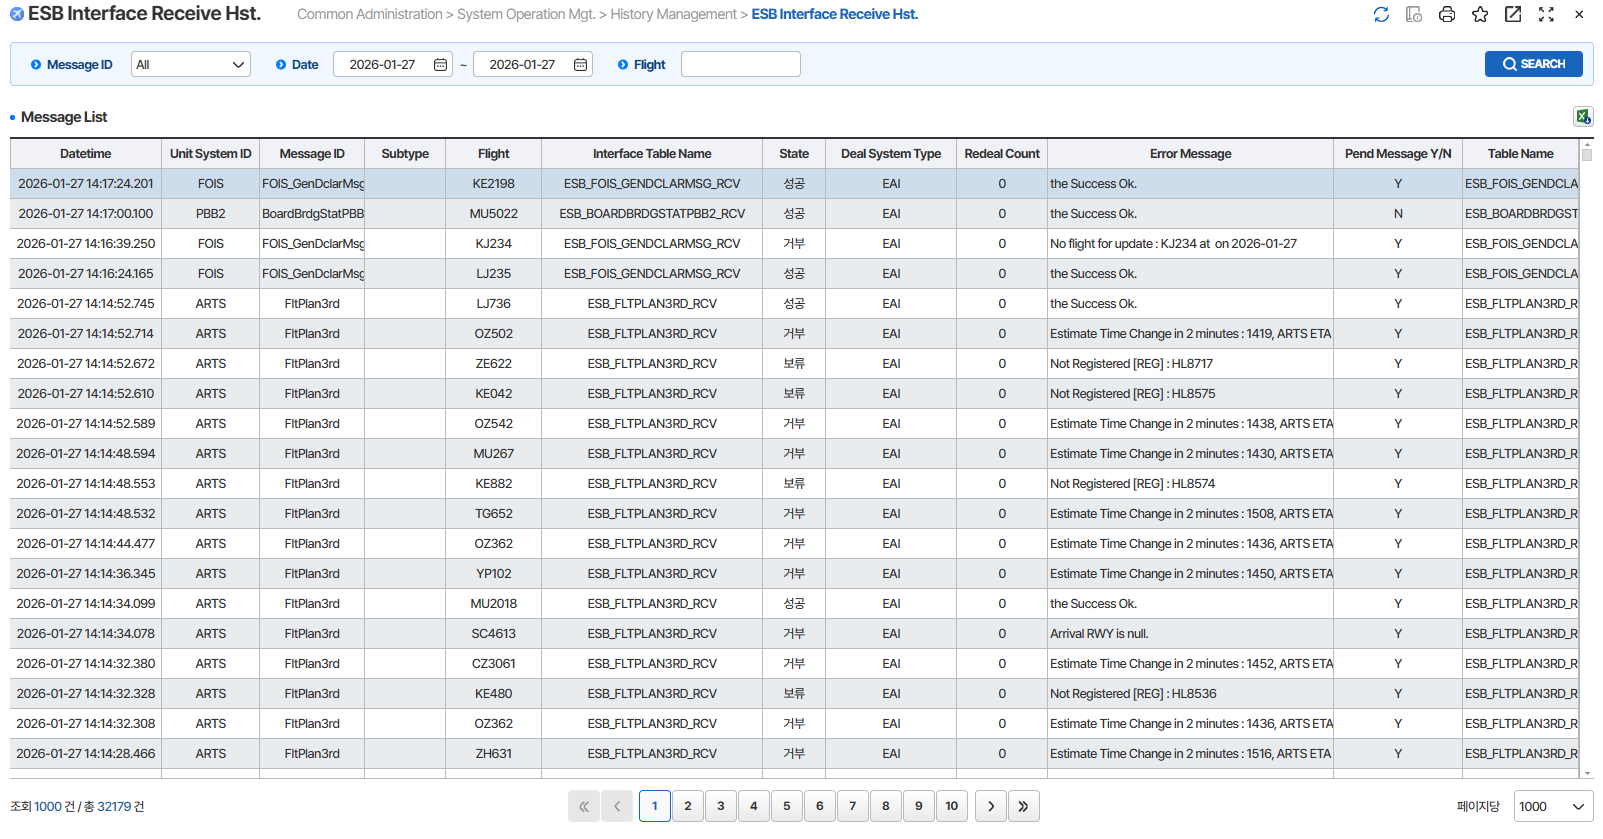 ESB Interface Receive Hst.
Common Administration > System Operation Mgt. > History Management > ESB Interface Receive Hst.
Message ID All Date 2026-01-27 ~ 2026-01-27 Flight SEARCH
Message List
Datetime Unit System ID Message ID Subtype Flight Interface Table Name State Deal System Type Redeal Count Error Message Pend Message Y/N Table Name
2026-01-27 14:17:24.201 FOIS FOIS_GenDclarMsg KE2198 ESB_FOIS_GENDCLARMSG_RCV 성공 EAI 0 the Success Ok. Y ESB_FOIS_GENDCLA
2026-01-27 14:17:00.100 PBB2 BoardBrdgStatPBB MU5022 ESB_BOARDBRDGSTATPBB2_RCV 성공 EAI 0 the Success Ok. N ESB_BOARDBRDGST
2026-01-27 14:16:39.250 FOIS FOIS_GenDclarMsg KJ234 ESB_FOIS_GENDCLARMSG_RCV 거부 EAI 0 No flight for update : KJ234 at on 2026-01-27 Y ESB_FOIS_GENDCLA
2026-01-27 14:16:24.165 FOIS FOIS_GenDclarMsg LJ235 ESB_FOIS_GENDCLARMSG_RCV 성공 EAI 0 the Success Ok. Y ESB_FOIS_GENDCLA
2026-01-27 14:14:52.745 ARTS FltPlan3rd LJ736 ESB_FLTPLAN3RD_RCV 성공 EAI 0 the Success Ok. Y ESB_FLTPLAN3RD_R
2026-01-27 14:14:52.714 ARTS FltPlan3rd OZ502 ESB_FLTPLAN3RD_RCV 거부 EAI 0 Estimate Time Change in 2 minutes : 1419, ARTS ETA Y ESB_FLTPLAN3RD_R
2026-01-27 14:14:52.672 ARTS FltPlan3rd ZE622 ESB_FLTPLAN3RD_RCV 보류 EAI 0 Not Registered [REG] : HL8717 Y ESB_FLTPLAN3RD_R
2026-01-27 14:14:52.610 ARTS FltPlan3rd KE042 ESB_FLTPLAN3RD_RCV 보류 EAI 0 Not Registered [REG] : HL8575 Y ESB_FLTPLAN3RD_R
2026-01-27 14:14:52.589 ARTS FltPlan3rd OZ542 ESB_FLTPLAN3RD_RCV 거부 EAI 0 Estimate Time Change in 2 minutes : 1438, ARTS ETA Y ESB_FLTPLAN3RD_R
2026-01-27 14:14:48.594 ARTS FltPlan3rd MU267 ESB_FLTPLAN3RD_RCV 거부 EAI 0 Estimate Time Change in 2 minutes : 1430, ARTS ETA Y ESB_FLTPLAN3RD_R
2026-01-27 14:14:48.553 ARTS FltPlan3rd KE882 ESB_FLTPLAN3RD_RCV 보류 EAI 0 Not Registered [REG] : HL8574 Y ESB_FLTPLAN3RD_R
2026-01-27 14:14:48.532 ARTS FltPlan3rd TG652 ESB_FLTPLAN3RD_RCV 거부 EAI 0 Estimate Time Change in 2 minutes : 1508, ARTS ETA Y ESB_FLTPLAN3RD_R
2026-01-27 14:14:44.477 ARTS FltPlan3rd OZ362 ESB_FLTPLAN3RD_RCV 거부 EAI 0 Estimate Time Change in 2 minutes : 1436, ARTS ETA Y ESB_FLTPLAN3RD_R
2026-01-27 14:14:36.345 ARTS FltPlan3rd YP102 ESB_FLTPLAN3RD_RCV 거부 EAI 0 Estimate Time Change in 2 minutes : 1450, ARTS ETA Y ESB_FLTPLAN3RD_R
2026-01-27 14:14:34.099 ARTS FltPlan3rd MU2018 ESB_FLTPLAN3RD_RCV 성공 EAI 0 the Success Ok. Y ESB_FLTPLAN3RD_R
2026-01-27 14:14:34.078 ARTS FltPlan3rd SC4613 ESB_FLTPLAN3RD_RCV 거부 EAI 0 Arrival RWY is null. Y ESB_FLTPLAN3RD_R
2026-01-27 14:14:32.380 ARTS FltPlan3rd CZ3061 ESB_FLTPLAN3RD_RCV 거부 EAI 0 Estimate Time Change in 2 minutes : 1452, ARTS ETA Y ESB_FLTPLAN3RD_R
2026-01-27 14:14:32.328 ARTS FltPlan3rd KE480 ESB_FLTPLAN3RD_RCV 보류 EAI 0 Not Registered [REG] : HL8536 Y ESB_FLTPLAN3RD_R
2026-01-27 14:14:32.308 ARTS FltPlan3rd OZ362 ESB_FLTPLAN3RD_RCV 거부 EAI 0 Estimate Time Change in 2 minutes : 1436, ARTS ETA Y ESB_FLTPLAN3RD_R
2026-01-27 14:14:28.466 ARTS FltPlan3rd ZH631 ESB_FLTPLAN3RD_RCV 거부 EAI 0 Estimate Time Change in 2 minutes : 1516, ARTS ETA Y ESB_FLTPLAN3RD_R
조회 1000 건 / 총 32179 건 1 2 3 4 5 6 7 8 9 10 페이지당 1000